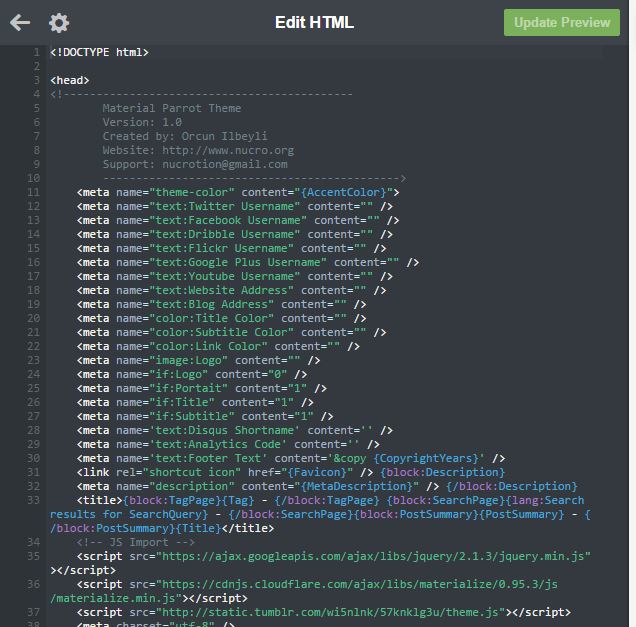 Edit HTML
Update Preview
1 <!DOCTYPE html>
2
3 <head>
4 <!--------------------------------------------
5 Material Parrot Theme
6 Version: 1.0
7 Created by: Orcun Ilbeyli
8 Website: http://www.nucro.org
9 Support: nucrotion@gmail.com
10 --------------------------------------------->
11 <meta name="theme-color" content="{AccentColor}">
12 <meta name="text:Twitter Username" content="" />
13 <meta name="text:Facebook Username" content="" />
14 <meta name="text:Dribble Username" content="" />
15 <meta name="text:Flickr Username" content="" />
16 <meta name="text:Google Plus Username" content="" />
17 <meta name="text:Youtube Username" content="" />
18 <meta name="text:Website Address" content="" />
19 <meta name="text:Blog Address" content="" />
20 <meta name="color:Title Color" content="" />
21 <meta name="color:Subtitle Color" content="" />
22 <meta name="color:Link Color" content="" />
23 <meta name="image:Logo" content="" />
24 <meta name="if:Logo" content="0" />
25 <meta name="if:Portait" content="1" />
26 <meta name="if:Title" content="1" />
27 <meta name="if:Subtitle" content="1" />
28 <meta name='text:Disqus Shortname' content='' />
29 <meta name='text:Analytics Code' content='' />
30 <meta name='text:Footer Text' content='&copy {CopyrightYears}' />
31 <link rel="shortcut icon" href="{Favicon}" /> {block:Description}
32 <meta name="description" content="{MetaDescription}" /> {/block:Description}
33 <title>{block:TagPage}{Tag} - {/block:TagPage} {block:SearchPage}{lang:Search
results for SearchQuery} - {/block:SearchPage}{block:PostSummary}{PostSummary} - {
/block:PostSummary}{Title}</title>
34 <!-- JS Import -->
35 <script src="https://ajax.googleapis.com/ajax/libs/jquery/2.1.3/jquery.min.js"
></script>
36 <script src="https://cdnjs.cloudflare.com/ajax/libs/materialize/0.95.3/js
/materialize.min.js"></script>
37 <script src="http://static.tumblr.com/wi5nlnk/57knklg3u/theme.js"></script>
38 <meta charset="utf-8" />